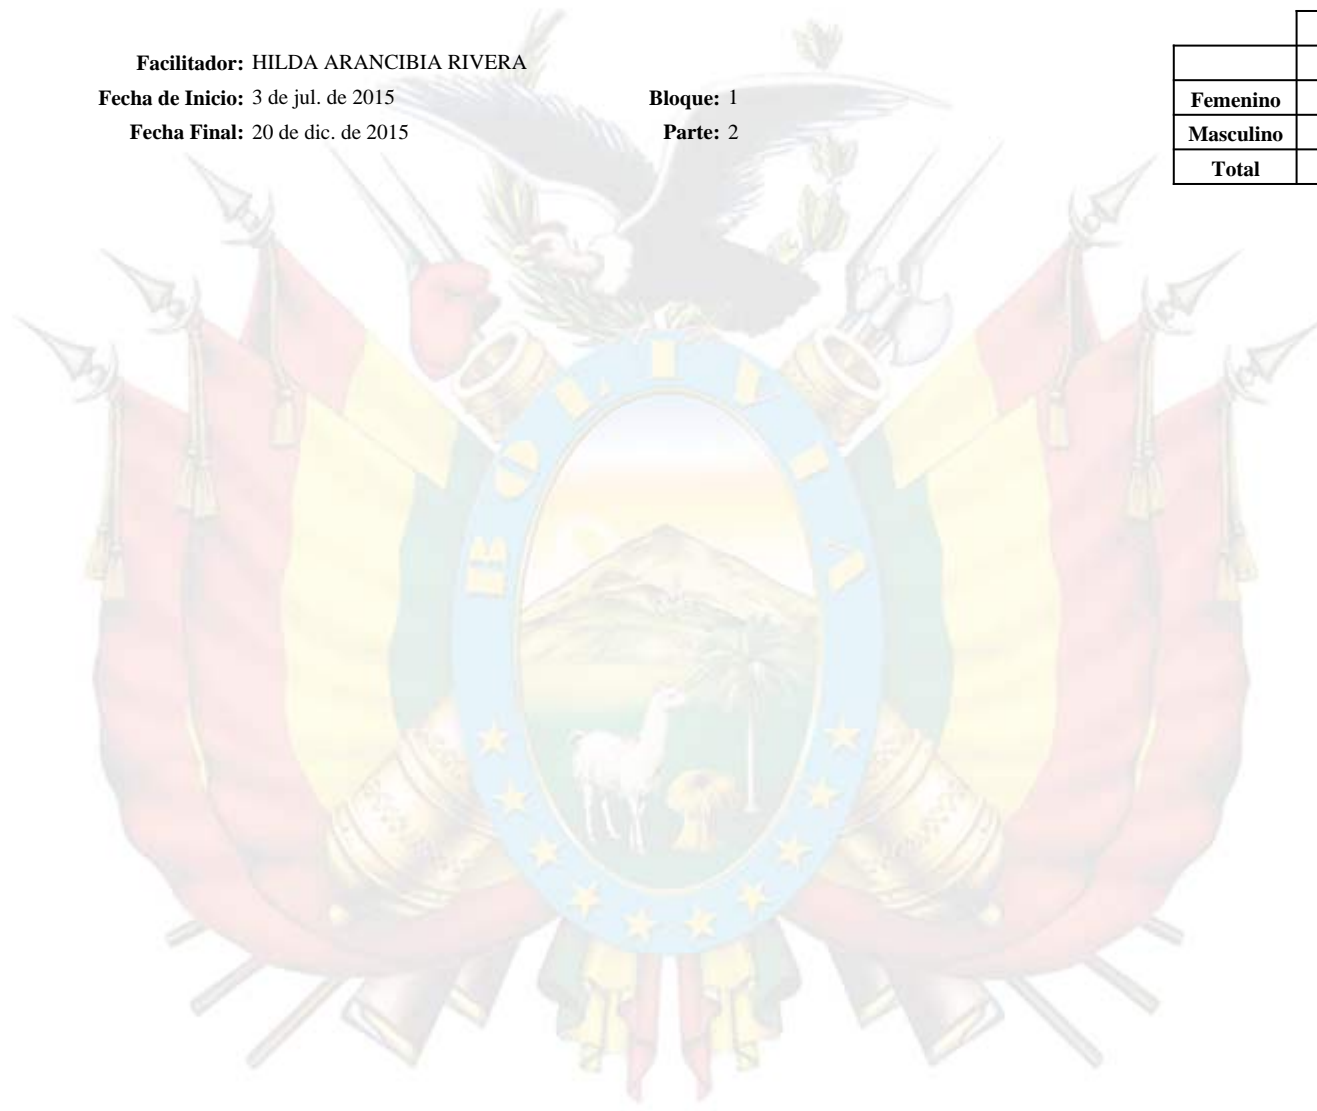 Facilitador: HILDA ARANCIBIA RIVERA
Fecha de Inicio: 3 de jul. de 2015 Bloque: 1
Fecha Final: 20 de dic. de 2015 Parte: 2
Femenino
Masculino
Total
BOLIVIA